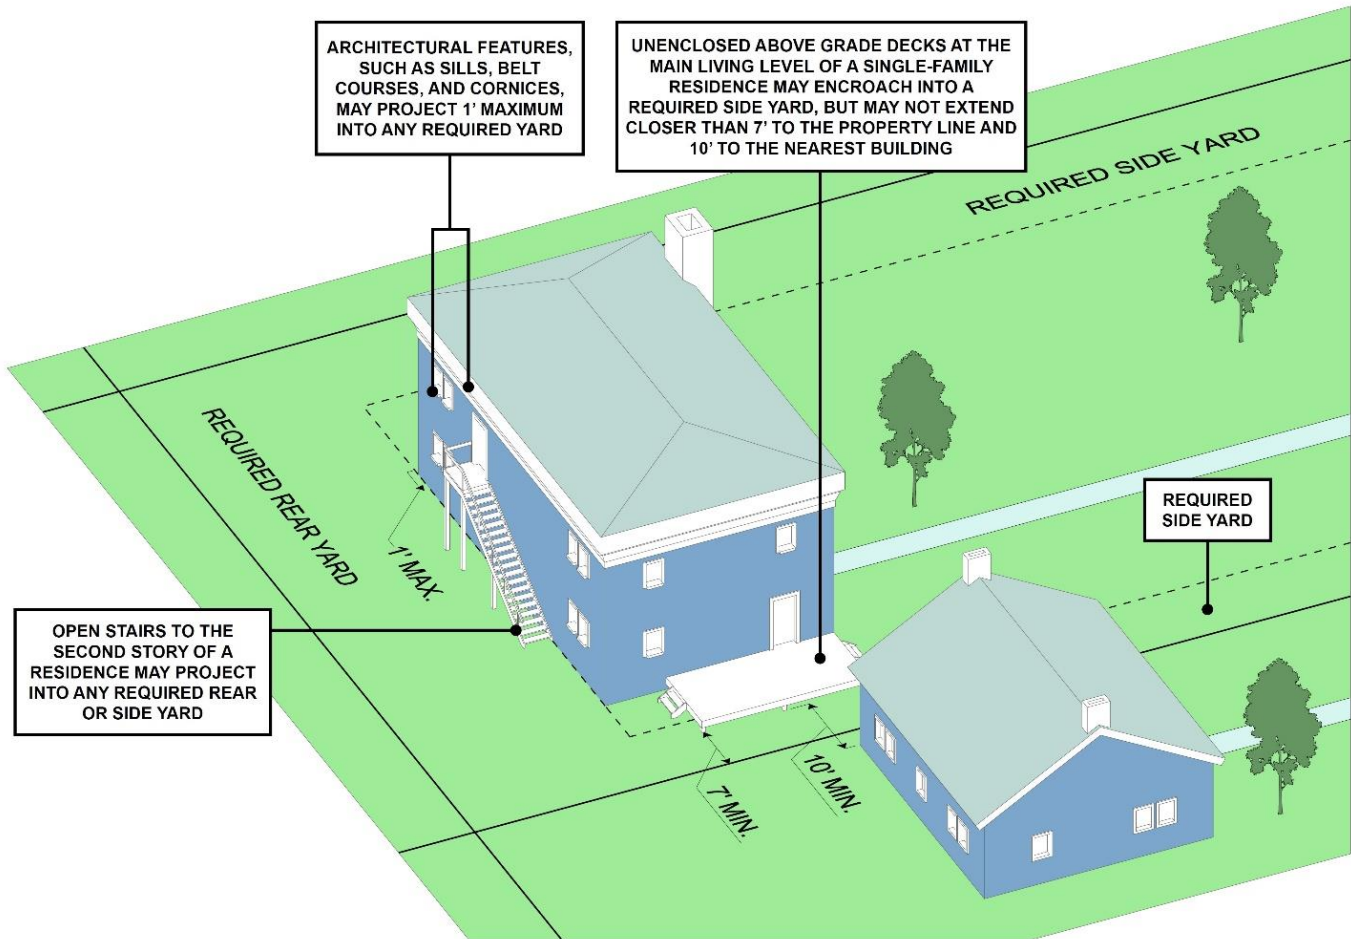 ARCHITECTURAL FEATURES,
SUCH AS SILLS, BELT
COURSES, AND CORNICES,
MAY PROJECT 1' MAXIMUM
INTO ANY REQUIRED YARD
UNENCLOSED ABOVE GRADE DECKS AT THE
MAIN LIVING LEVEL OF A SINGLE-FAMILY
RESIDENCE MAY ENCROACH INTO A
REQUIRED SIDE YARD, BUT MAY NOT EXTEND
CLOSER THAN 7' TO THE PROPERTY LINE AND
10' TO THE NEAREST BUILDING
REQUIRED SIDE YARD
REQUIRED REAR YARD
1' MAX.
REQUIRED
SIDE YARD
OPEN STAIRS TO THE
SECOND STORY OF A
RESIDENCE MAY PROJECT
INTO ANY REQUIRED REAR
OR SIDE YARD
7' MIN.
10' MIN.